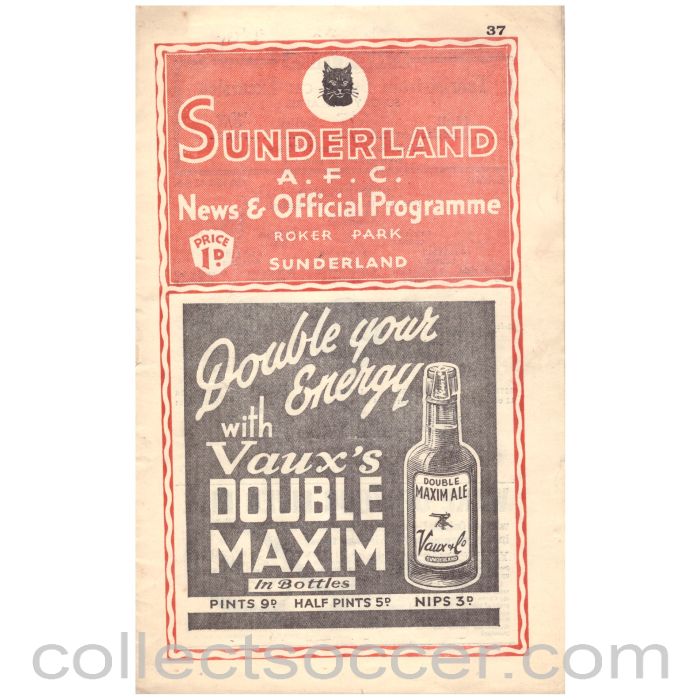 37
SUNDERLAND
A. F. C.
News & Official Programme
ROKER PARK
PRICE
1D
SUNDERLAND
Double your
Energy
with
Vaux's
DOUBLE
MAXIM
In Bottles
DOUBLE
MAXIM ALE
Vaux & Co
SUNDERLAND
PINTS 9D HALF PINTS 5D NIPS 3D
collectsoccer.com